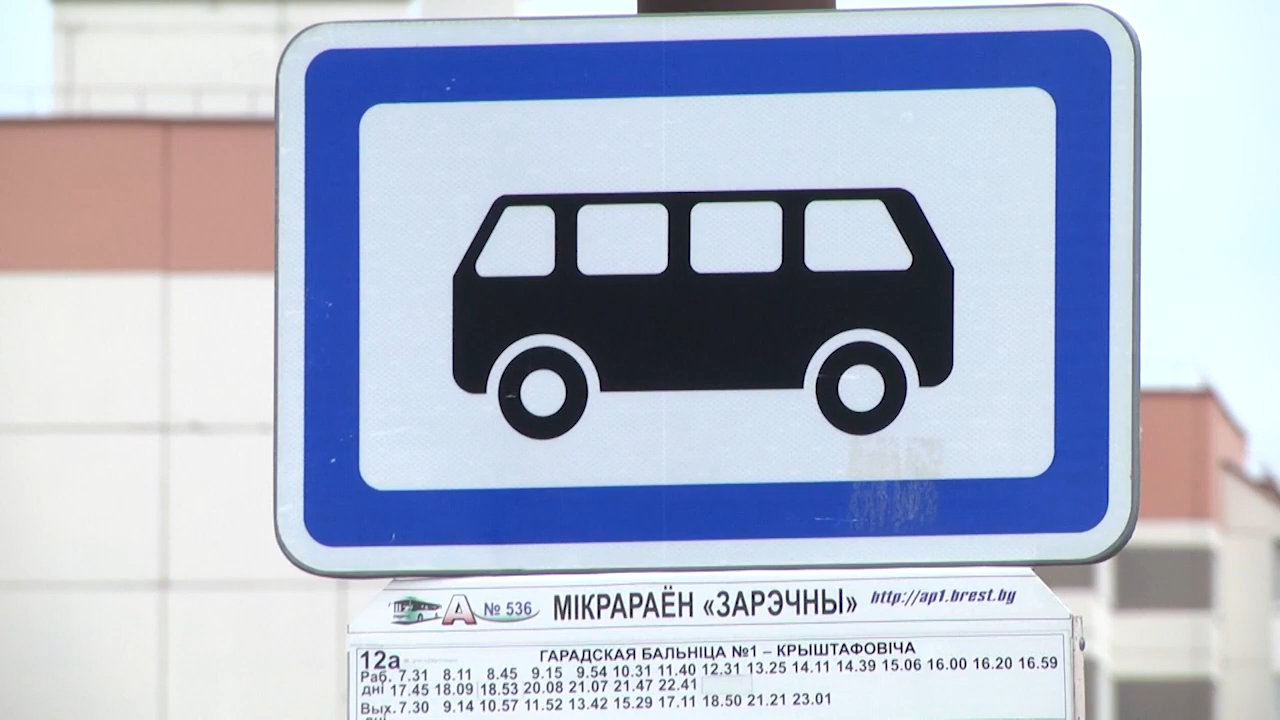 А № 536 МІКРАРАЁН «ЗАРЭЧНЫ» http://ap1.brest.by
12а ГАРАДСКАЯ БАЛЬНІЦА №1 – КРЫШТАФОВІЧА
Раб. 7.31 8.11 8.45 9.15 9.54 10.31 11.40 12.31 13.25 14.11 14.39 15.06 16.00 16.20 16.59
дні 17.45 18.09 18.53 20.08 21.07 21.47 22.41
Вых. 7.30 9.14 10.57 11.52 13.42 15.29 17.11 18.50 21.21 23.01
дні